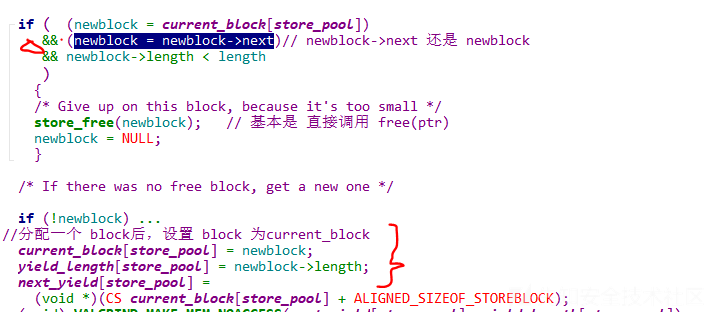 if (  (newblock = current_block[store_pool])
   && (newblock = newblock->next)// newblock->next 还是 newblock
   && newblock->length < length
   )
  {
  /* Give up on this block, because it's too small */
  store_free(newblock);   // 基本是 直接调用 free(ptr)
  newblock = NULL;
  }
/* If there was no free block, get a new one */
if (!newblock) ...
//分配一个 block后，设置 block 为current_block
current_block[store_pool] = newblock;
yield_length[store_pool] = newblock->length;
next_yield[store_pool] =
  (void *)(CS current_block[store_pool] + ALIGNED_SIZEOF_STOREBLOCK);